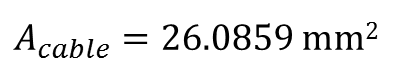 A_cable = 26.0859 mm²